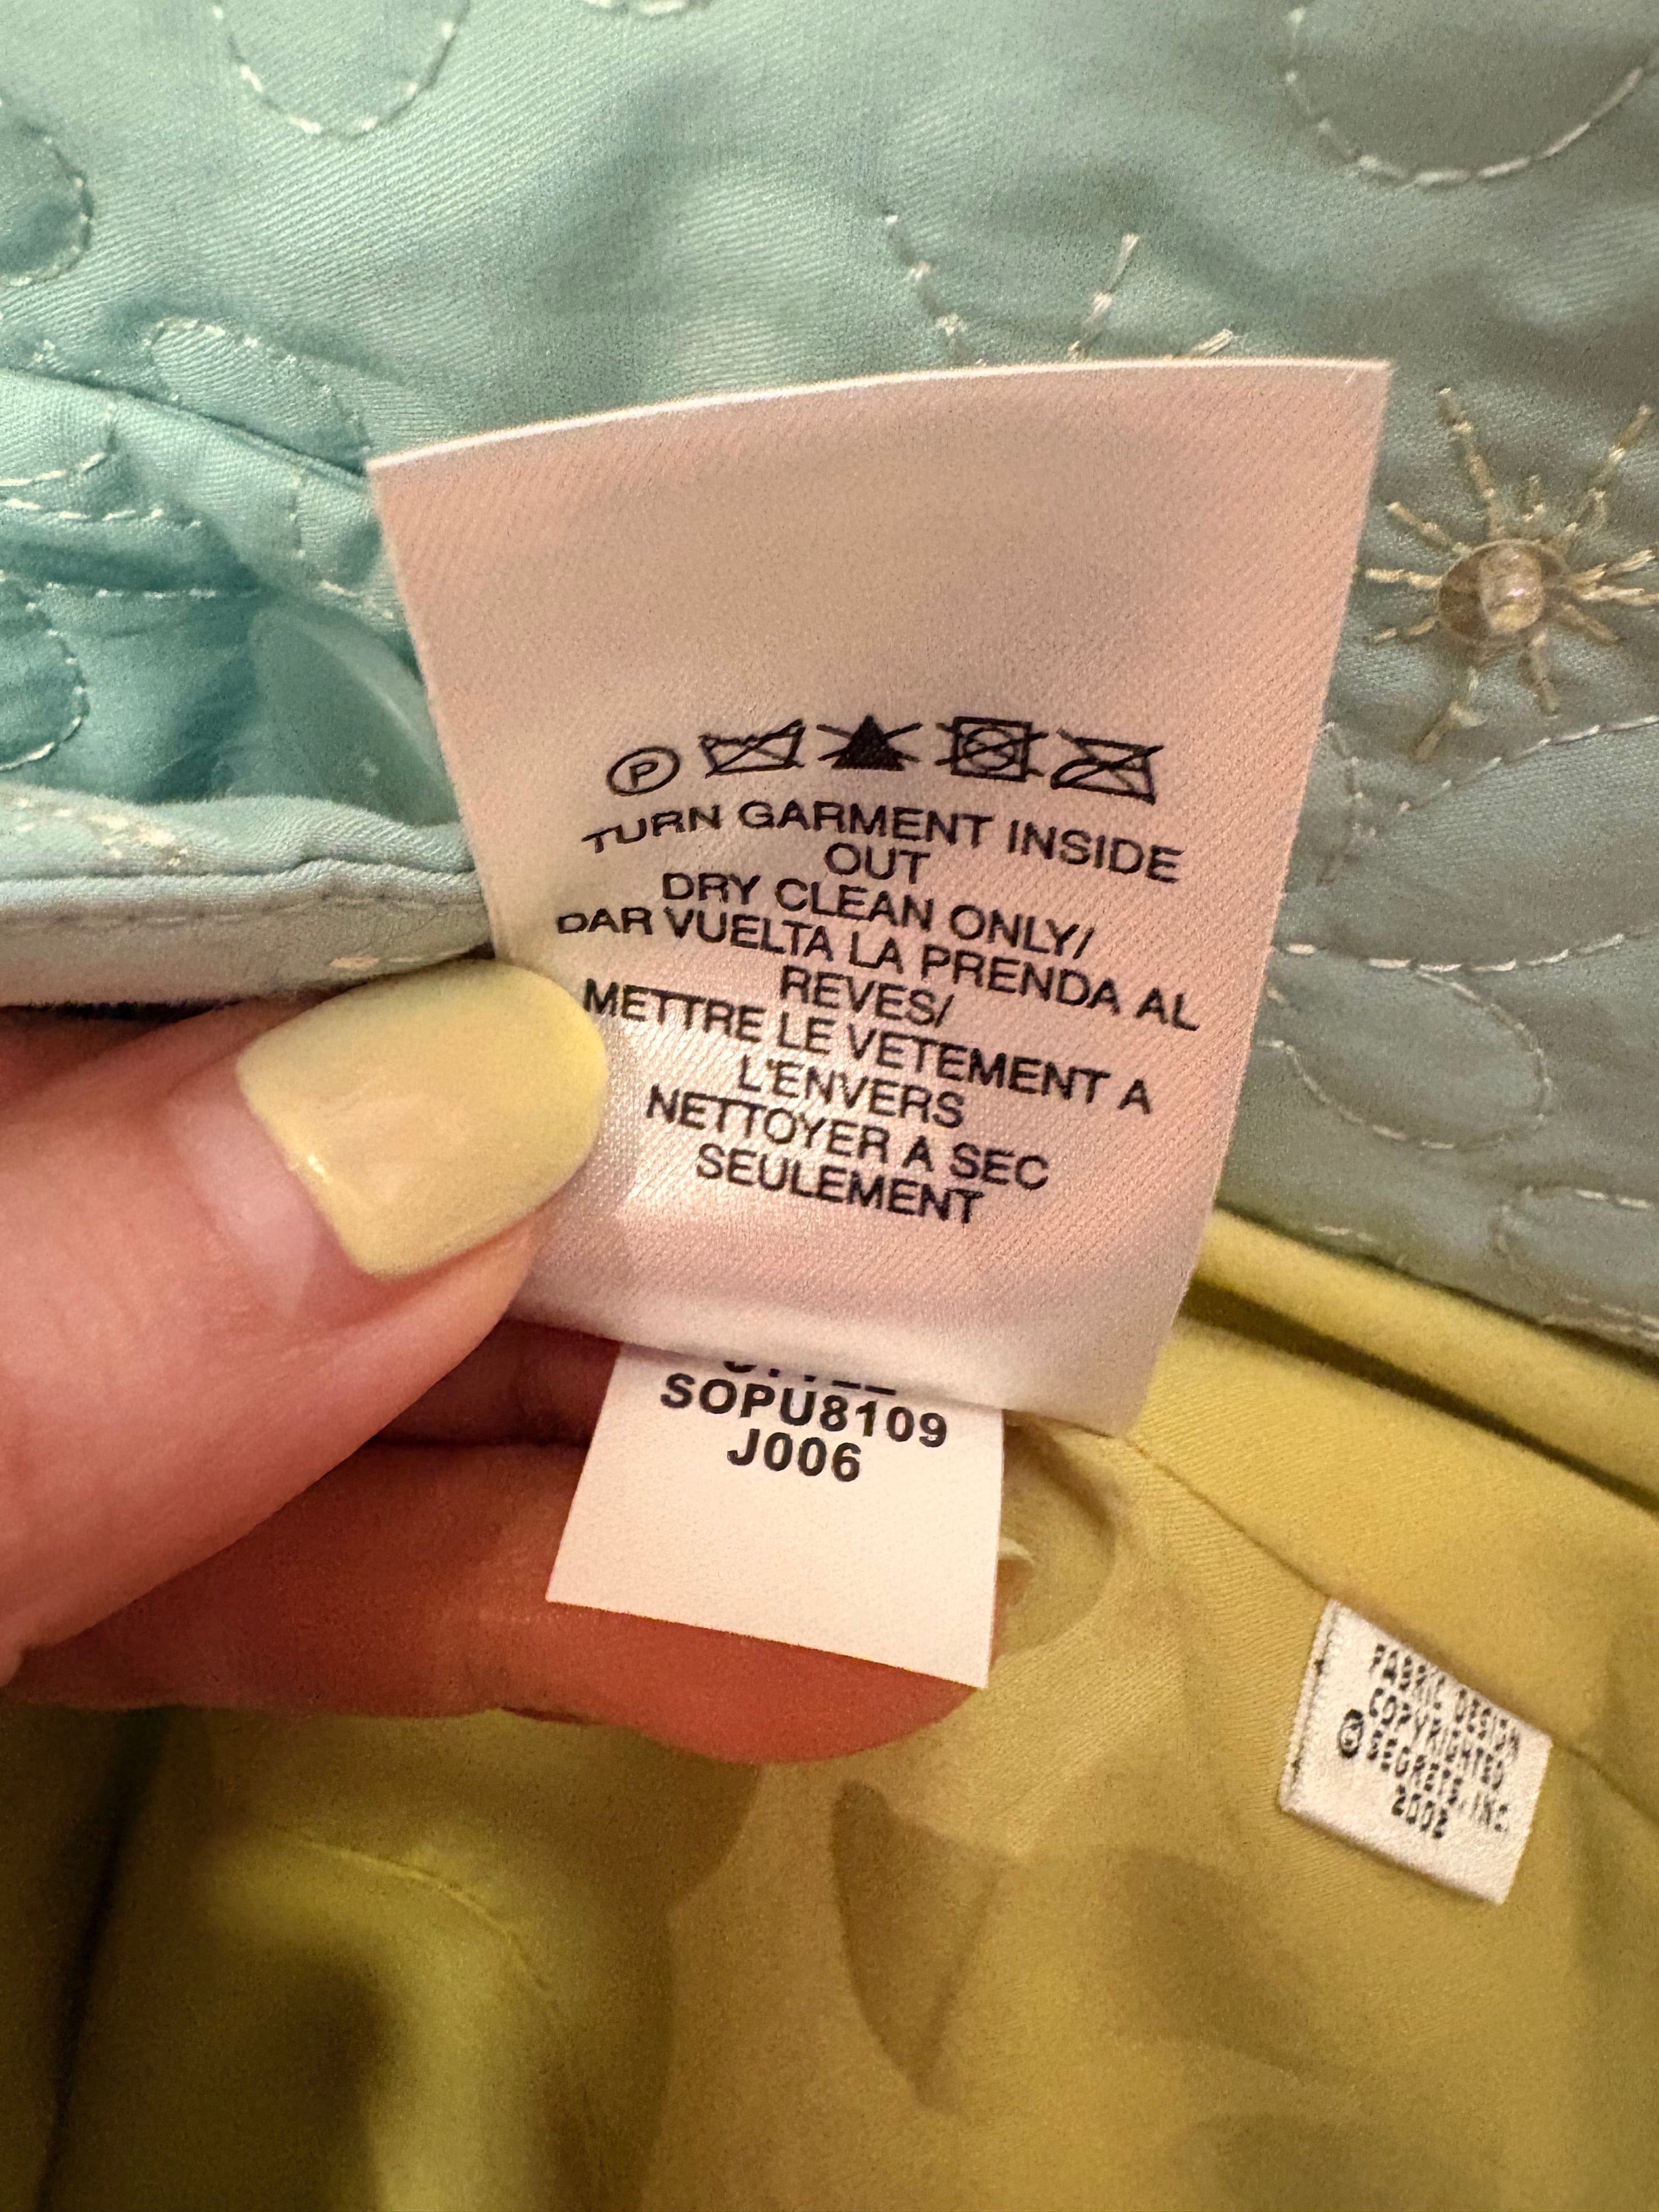 P
TURN GARMENT INSIDE
OUT
DRY CLEAN ONLY/
DAR VUELTA LA PRENDA AL
REVES/
METTRE LE VETEMENT A
L'ENVERS
NETTOYER A SEC
SEULEMENT
SOPU8109
J006
FABRIC DESIGN
COPYRIGHTED
© SEGRETS, INC.
2002